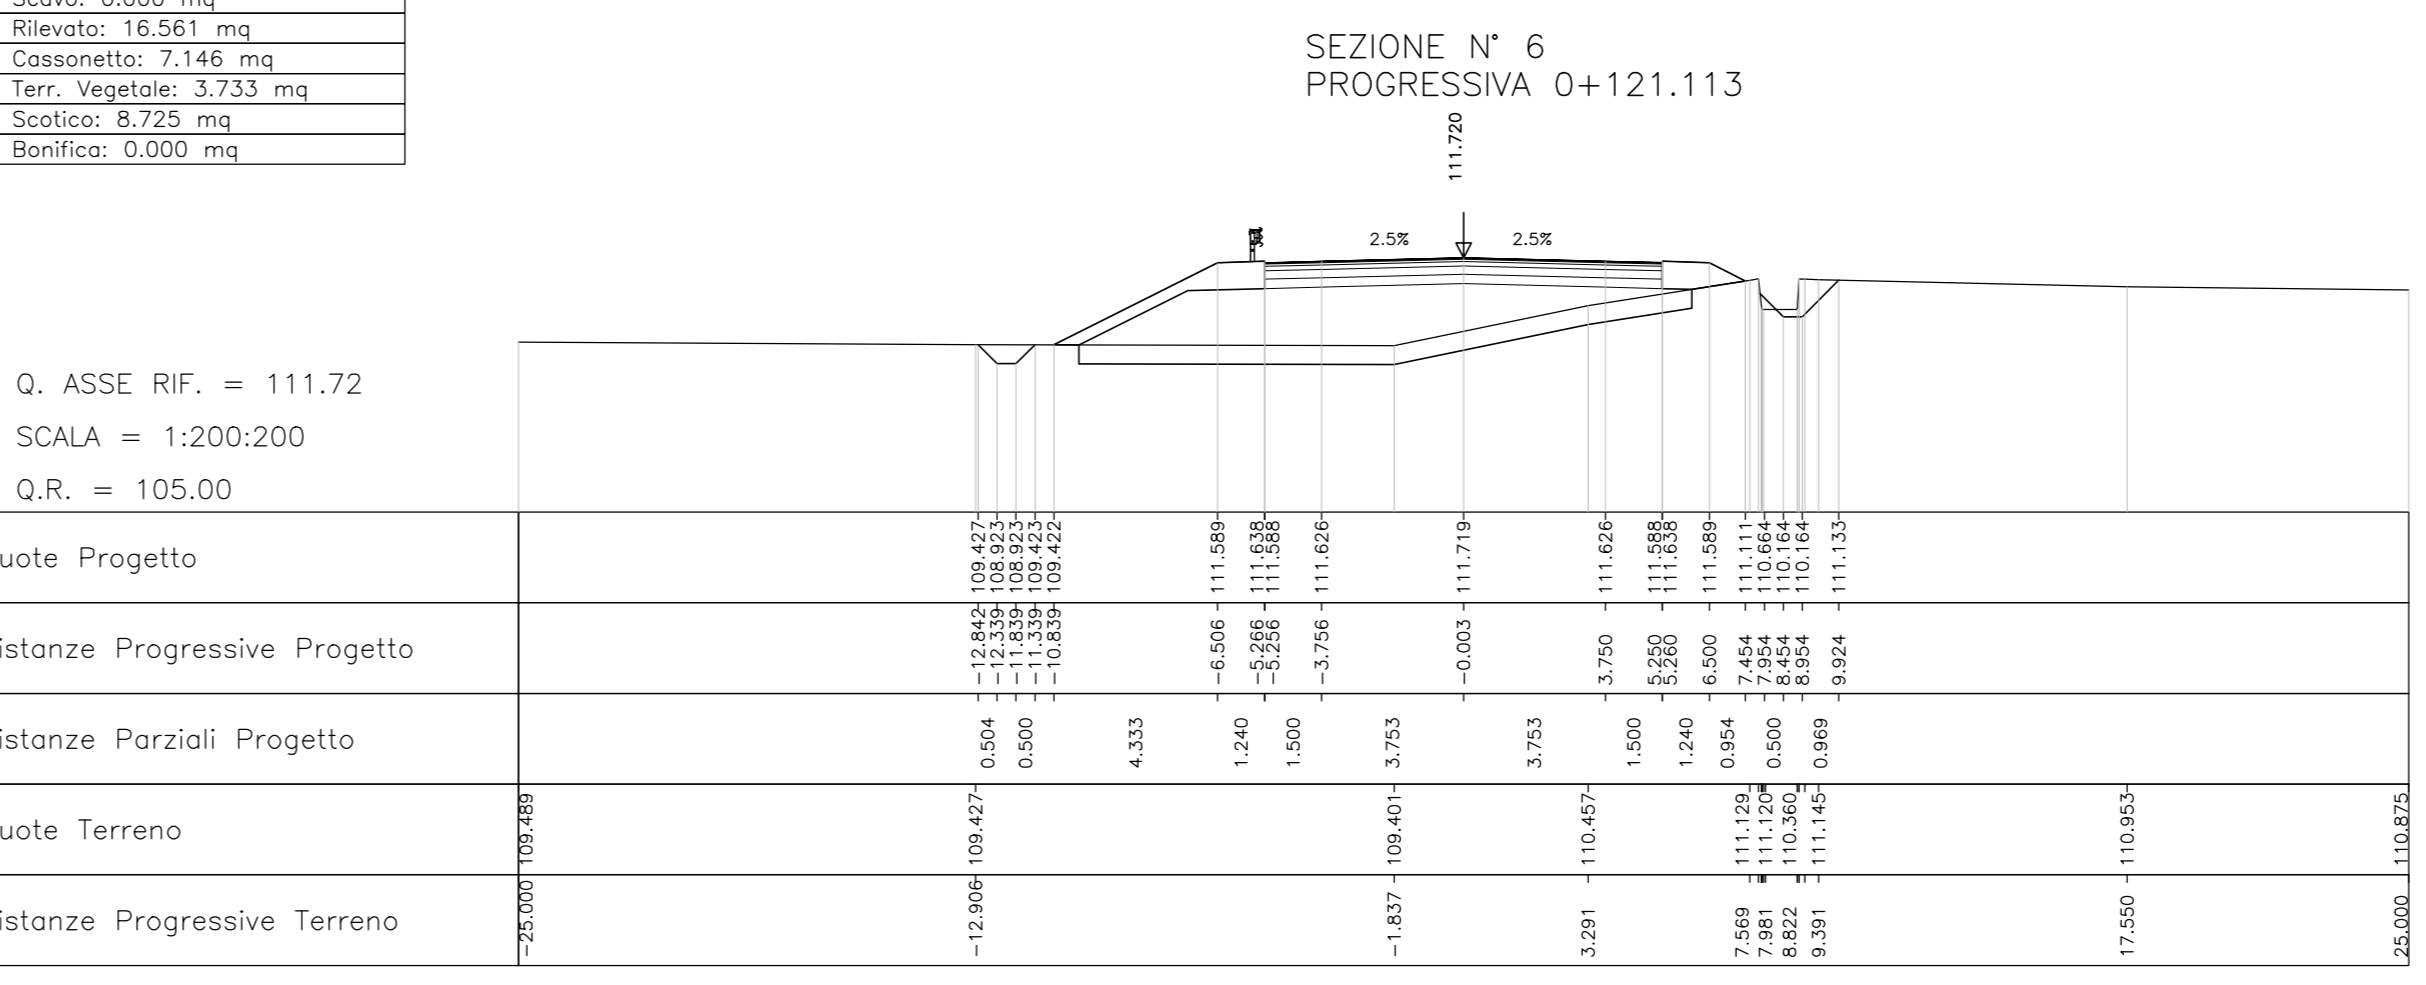 Rilevato: 16.561 mq
Cassonetto: 7.146 mq
Terr. Vegetale: 3.733 mq
Scotico: 8.725 mq
Bonifica: 0.000 mq
SEZIONE N° 6
PROGRESSIVA 0+121.113
111.720
2.5% 2.5%
Q. ASSE RIF. = 111.72
SCALA = 1:200:200
Q.R. = 105.00
uote Progetto
109.427 108.923 108.923 109.423 109.422 111.589 111.638 111.588 111.626 111.719 111.626 111.588 111.638 111.589 111.111 110.664 110.164 110.164 111.133
istanze Progressive Progetto
-12.842 -12.339 -11.839 -11.339 -10.839 -6.506 -5.266 -5.256 -3.756 -0.003 3.750 5.250 5.260 6.500 7.454 7.954 8.454 8.954 9.924
istanze Parziali Progetto
0.504 0.500 4.333 1.240 1.500 3.753 3.753 1.500 1.240 0.954 0.500 0.969
uote Terreno
109.489 109.427 109.401 110.457 111.129 111.120 110.360 111.145 110.953 110.875
istanze Progressive Terreno
-25.000 -12.906 -1.837 3.291 7.569 7.981 8.822 9.391 17.550 25.000